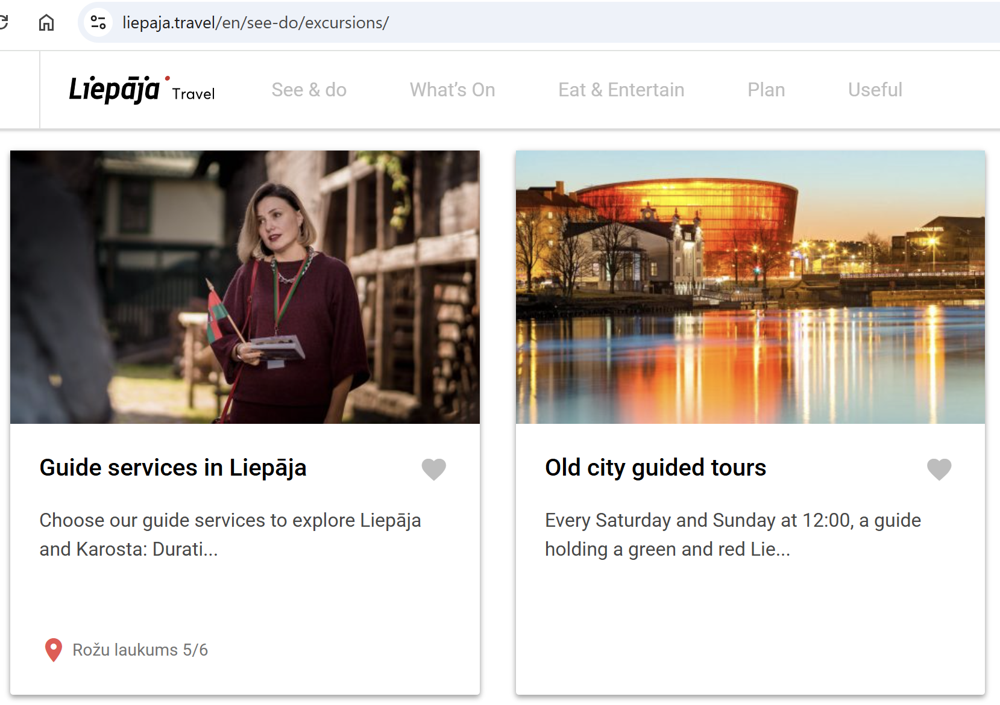 liepaja.travel/en/see-do/excursions/
Liepāja Travel
See & do
What’s On
Eat & Entertain
Plan
Useful
Guide services in Liepāja
Choose our guide services to explore Liepāja
and Karosta: Durati...
Rožu laukums 5/6
Old city guided tours
Every Saturday and Sunday at 12:00, a guide
holding a green and red Lie...